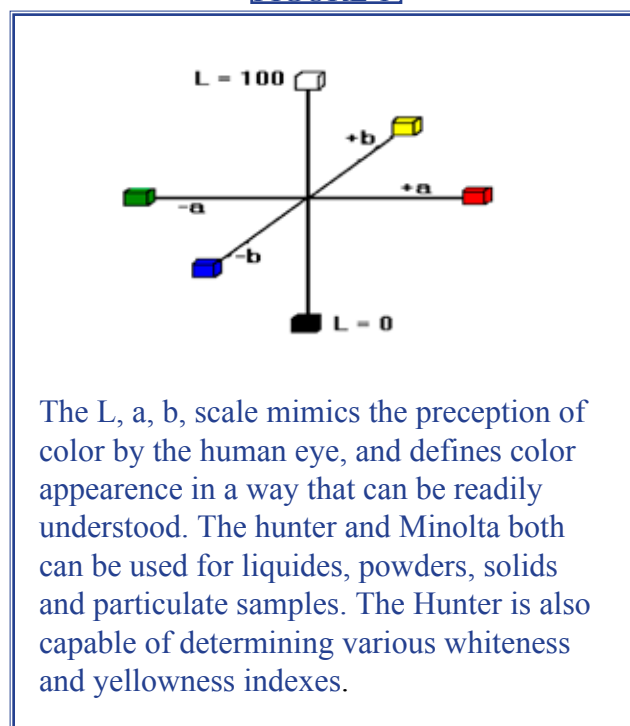 L = 100
+b
+a
-a
-b
L = 0
The L, a, b, scale mimics the preception of
color by the human eye, and defines color
appearence in a way that can be readily
understood. The hunter and Minolta both
can be used for liquides, powders, solids
and particulate samples. The Hunter is also
capable of determining various whiteness
and yellowness indexes.